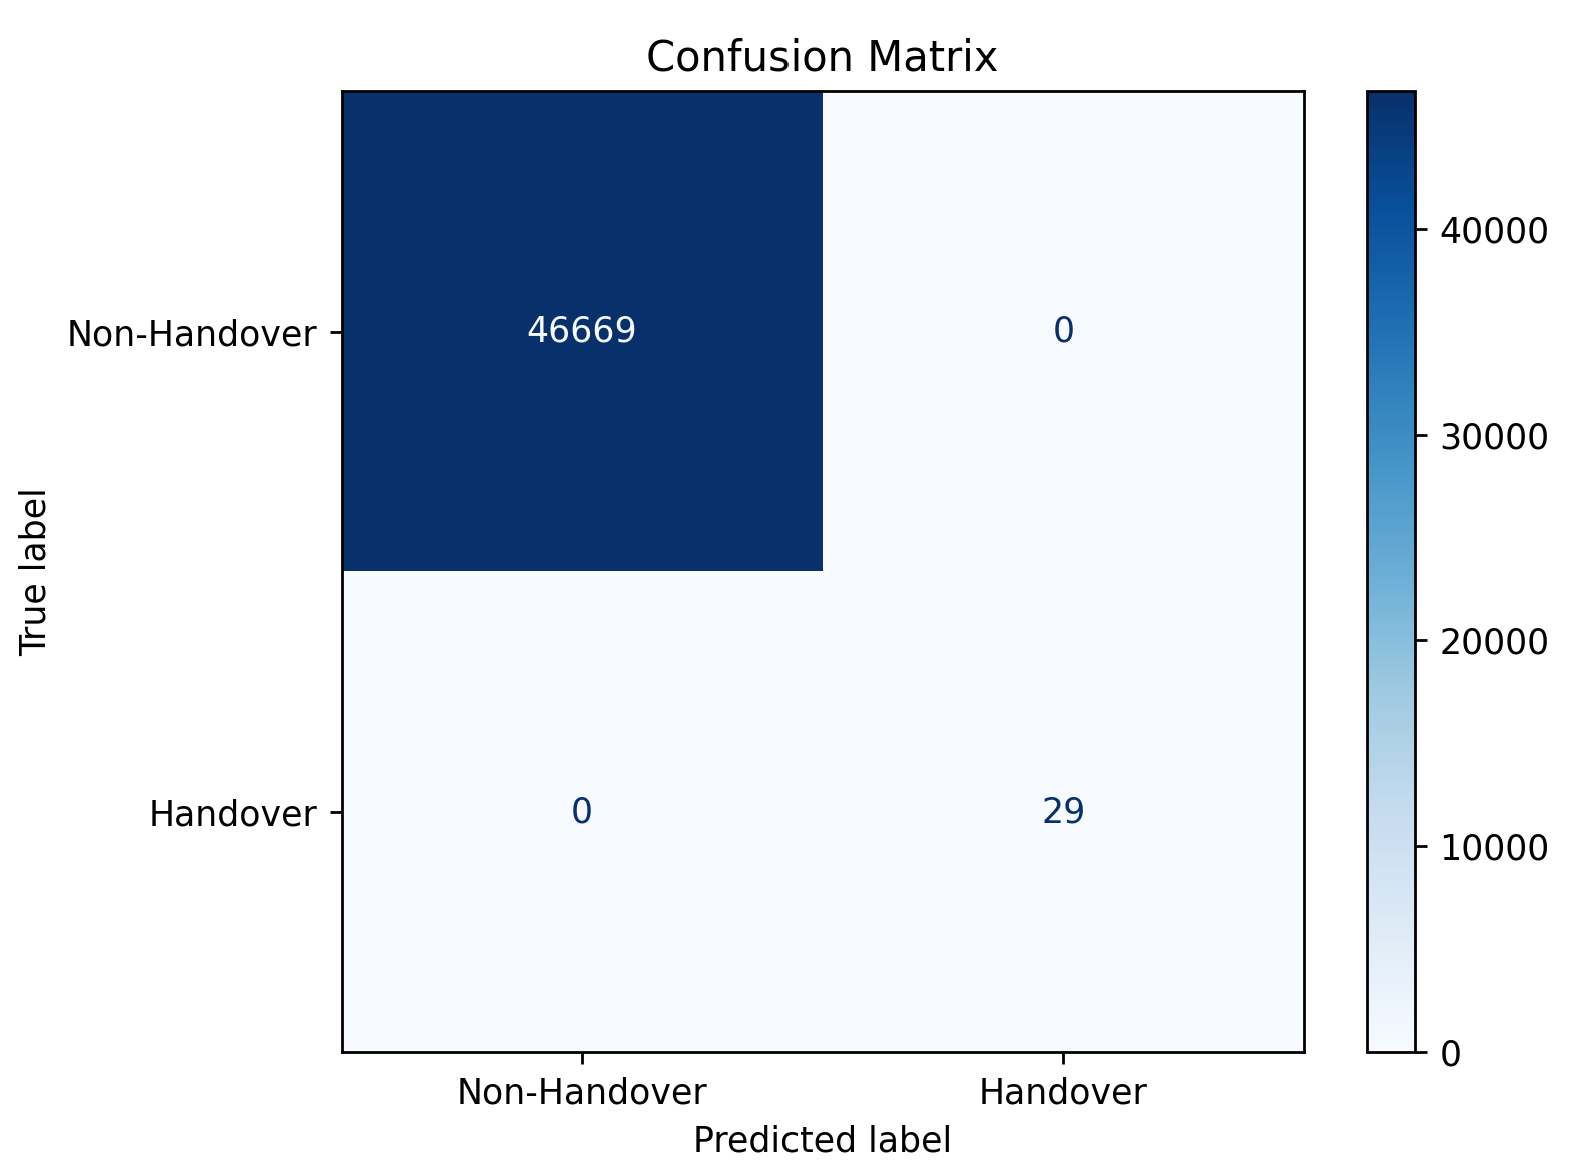 Confusion Matrix
Non-Handover
46669
0
Handover
0
29
True label
Non-Handover
Handover
Predicted label
40000
30000
20000
10000
0